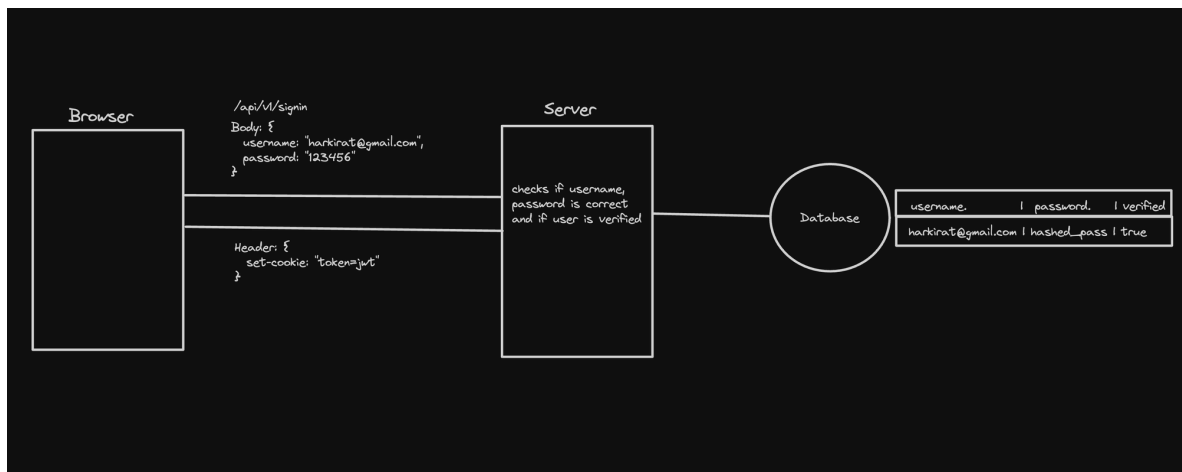 Browser
/api/v1/signin
Body: {
username: "harkirat@gmail.com",
password: "123456"
}
Header: {
set-cookie: "token=jwt"
}
Server
checks if username,
password is correct
and if user is verified
Database
username. | password. | verified
harkirat@gmail.com | hashed_pass | true